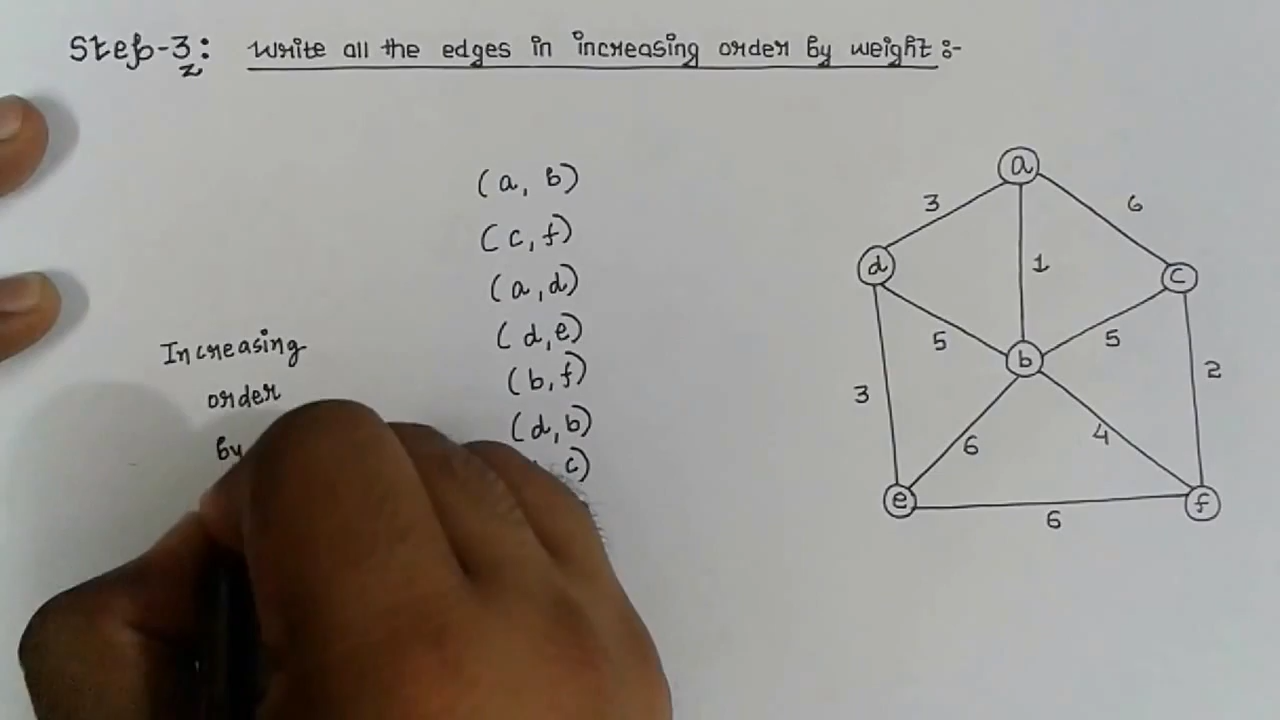 Step-3: Write all the edges in increasing order by weight :-
(a, b)
(c, f)
(a, d)
(d, e)
(b, f)
(d, b)
c)
Increasing
order
by
a
3
6
d
1
c
5
5
b
3
2
6
4
e
f
6